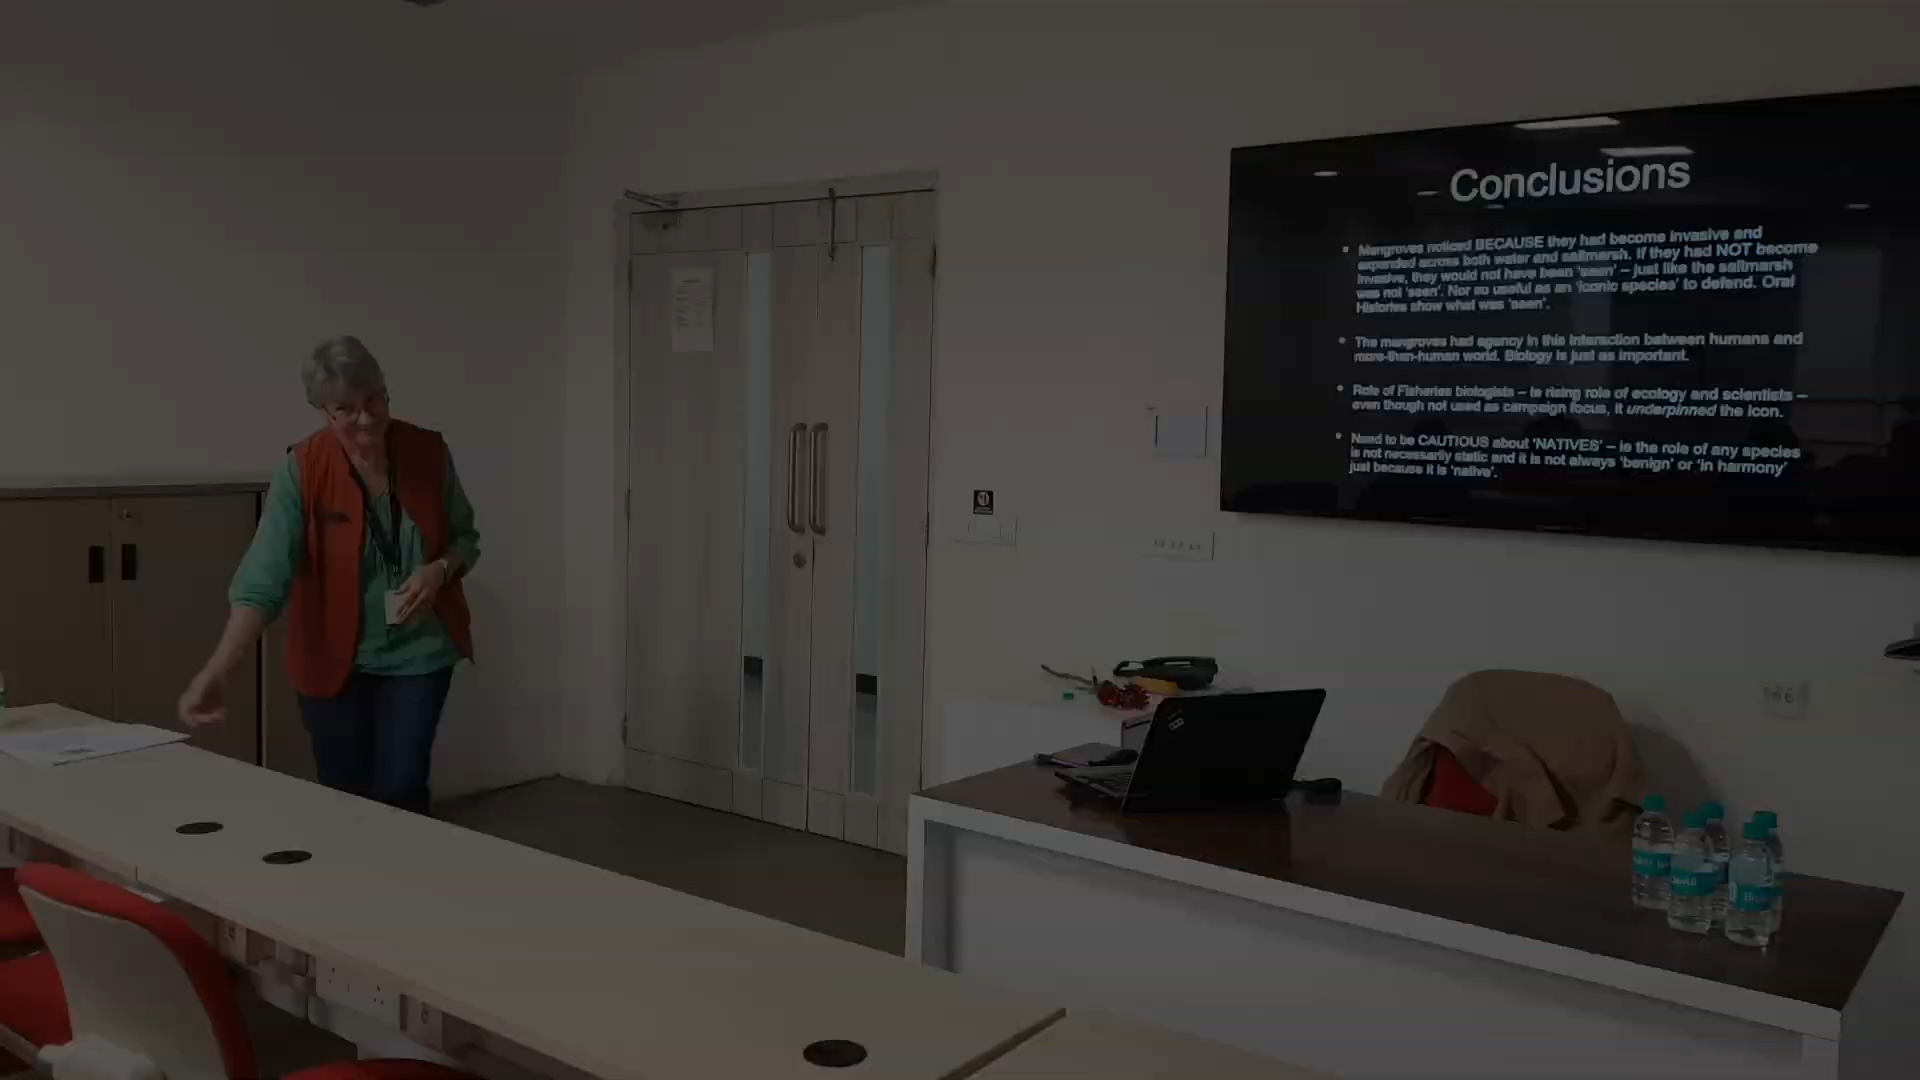 Conclusions
• Mangroves noticed BECAUSE they had become invasive and
expanded across both water and saltmarsh. If they had NOT become
invasive, they would not have been 'seen' – just like the saltmarsh
was not 'seen'. Nor so useful as an 'iconic species' to defend. Oral
Histories show what was 'seen'.
• The mangroves had agency in this interaction between humans and
more-than-human world. Biology is just as important.
• Role of Fisheries biologists – ie rising role of ecology and scientists –
even though not used as campaign focus, it underpinned the icon.
• Need to be CAUTIOUS about 'NATIVES' – ie the role of any species
is not necessarily static and it is not always 'benign' or 'in harmony'
just because it is 'native'.